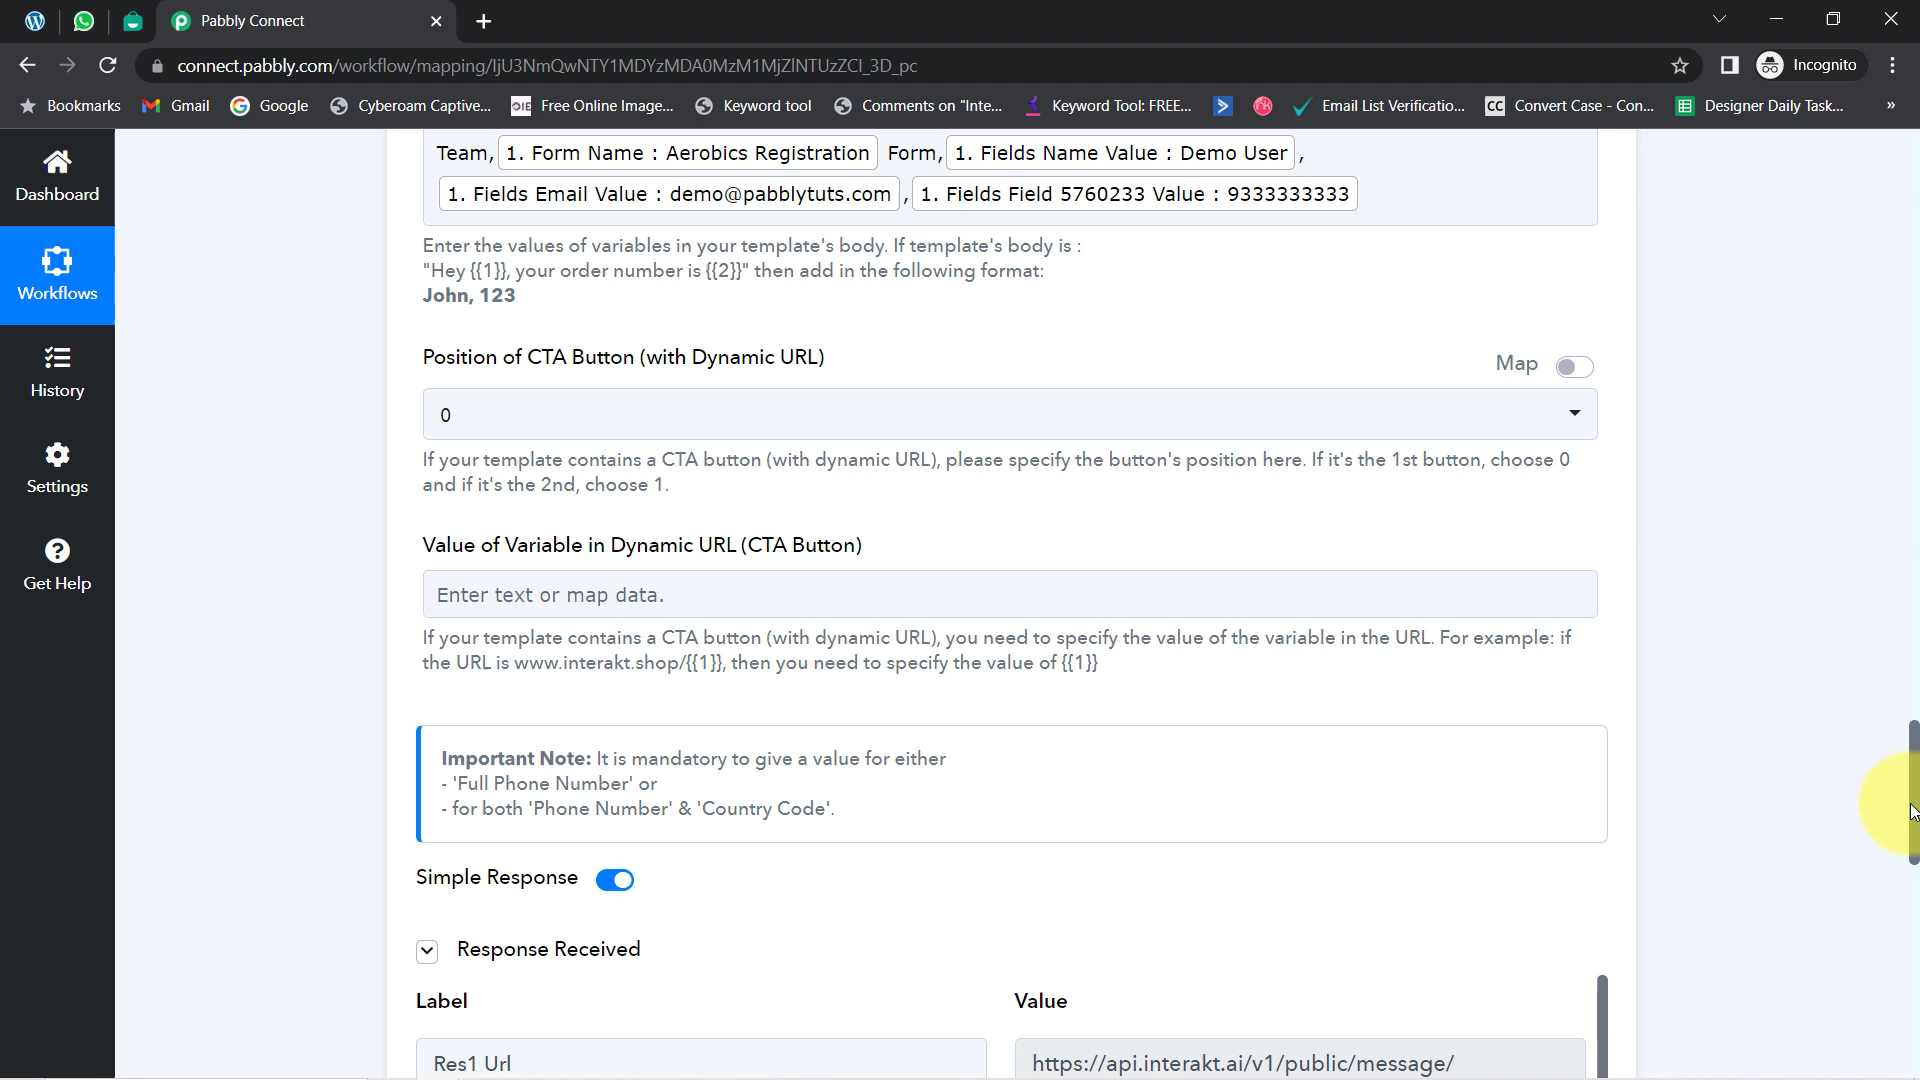 Pabbly Connect
connect.pabbly.com/workflow/mapping/IjU3NmQwNTY1MDYzMDA0MzM1MjZlNTUzZCI_3D_pc
Incognito
Bookmarks Gmail Google Cyberoam Captive... Free Online Image... Keyword tool Comments on "Inte... Keyword Tool: FREE... Email List Verificatio... CC Convert Case - Con... Designer Daily Task... »
Team, 1. Form Name : Aerobics Registration Form, 1. Fields Name Value : Demo User ,
1. Fields Email Value : demo@pabblytuts.com , 1. Fields Field 5760233 Value : 9333333333
Enter the values of variables in your template's body. If template's body is :
"Hey {{1}}, your order number is {{2}}" then add in the following format:
John, 123
Position of CTA Button (with Dynamic URL)
Map
0
If your template contains a CTA button (with dynamic URL), please specify the button's position here. If it's the 1st button, choose 0
and if it's the 2nd, choose 1.
Value of Variable in Dynamic URL (CTA Button)
Enter text or map data.
If your template contains a CTA button (with dynamic URL), you need to specify the value of the variable in the URL. For example: if
the URL is www.interakt.shop/{{1}}, then you need to specify the value of {{1}}
Important Note: It is mandatory to give a value for either
- 'Full Phone Number' or
- for both 'Phone Number' & 'Country Code'.
Simple Response
Response Received
Label Value
Res1 Url https://api.interakt.ai/v1/public/message/
Dashboard
Workflows
History
Settings
Get Help